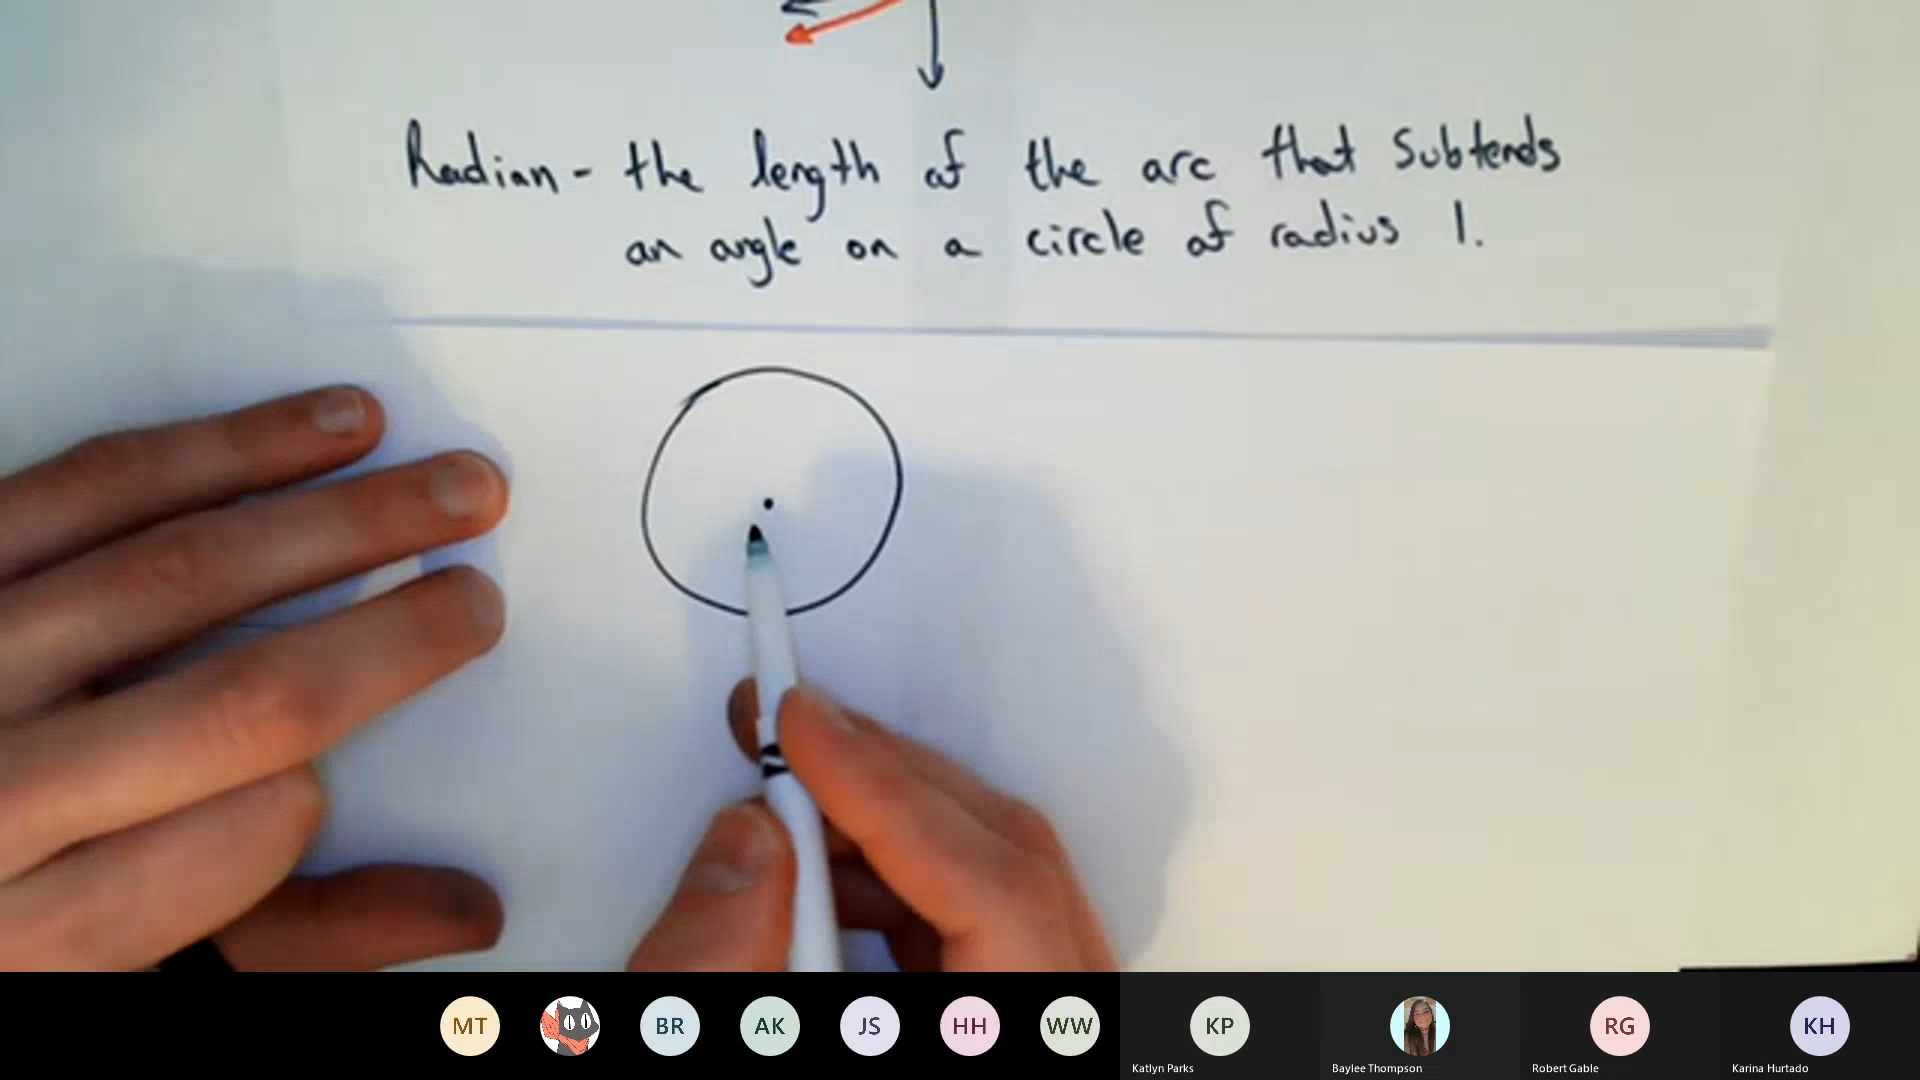 Radian - the length of the arc that Subtends
an angle on a circle of radius 1.
MT
BR
AK
JS
HH
WW
KP
RG
KH
Katlyn Parks
Baylee Thompson
Robert Gable
Karina Hurtado